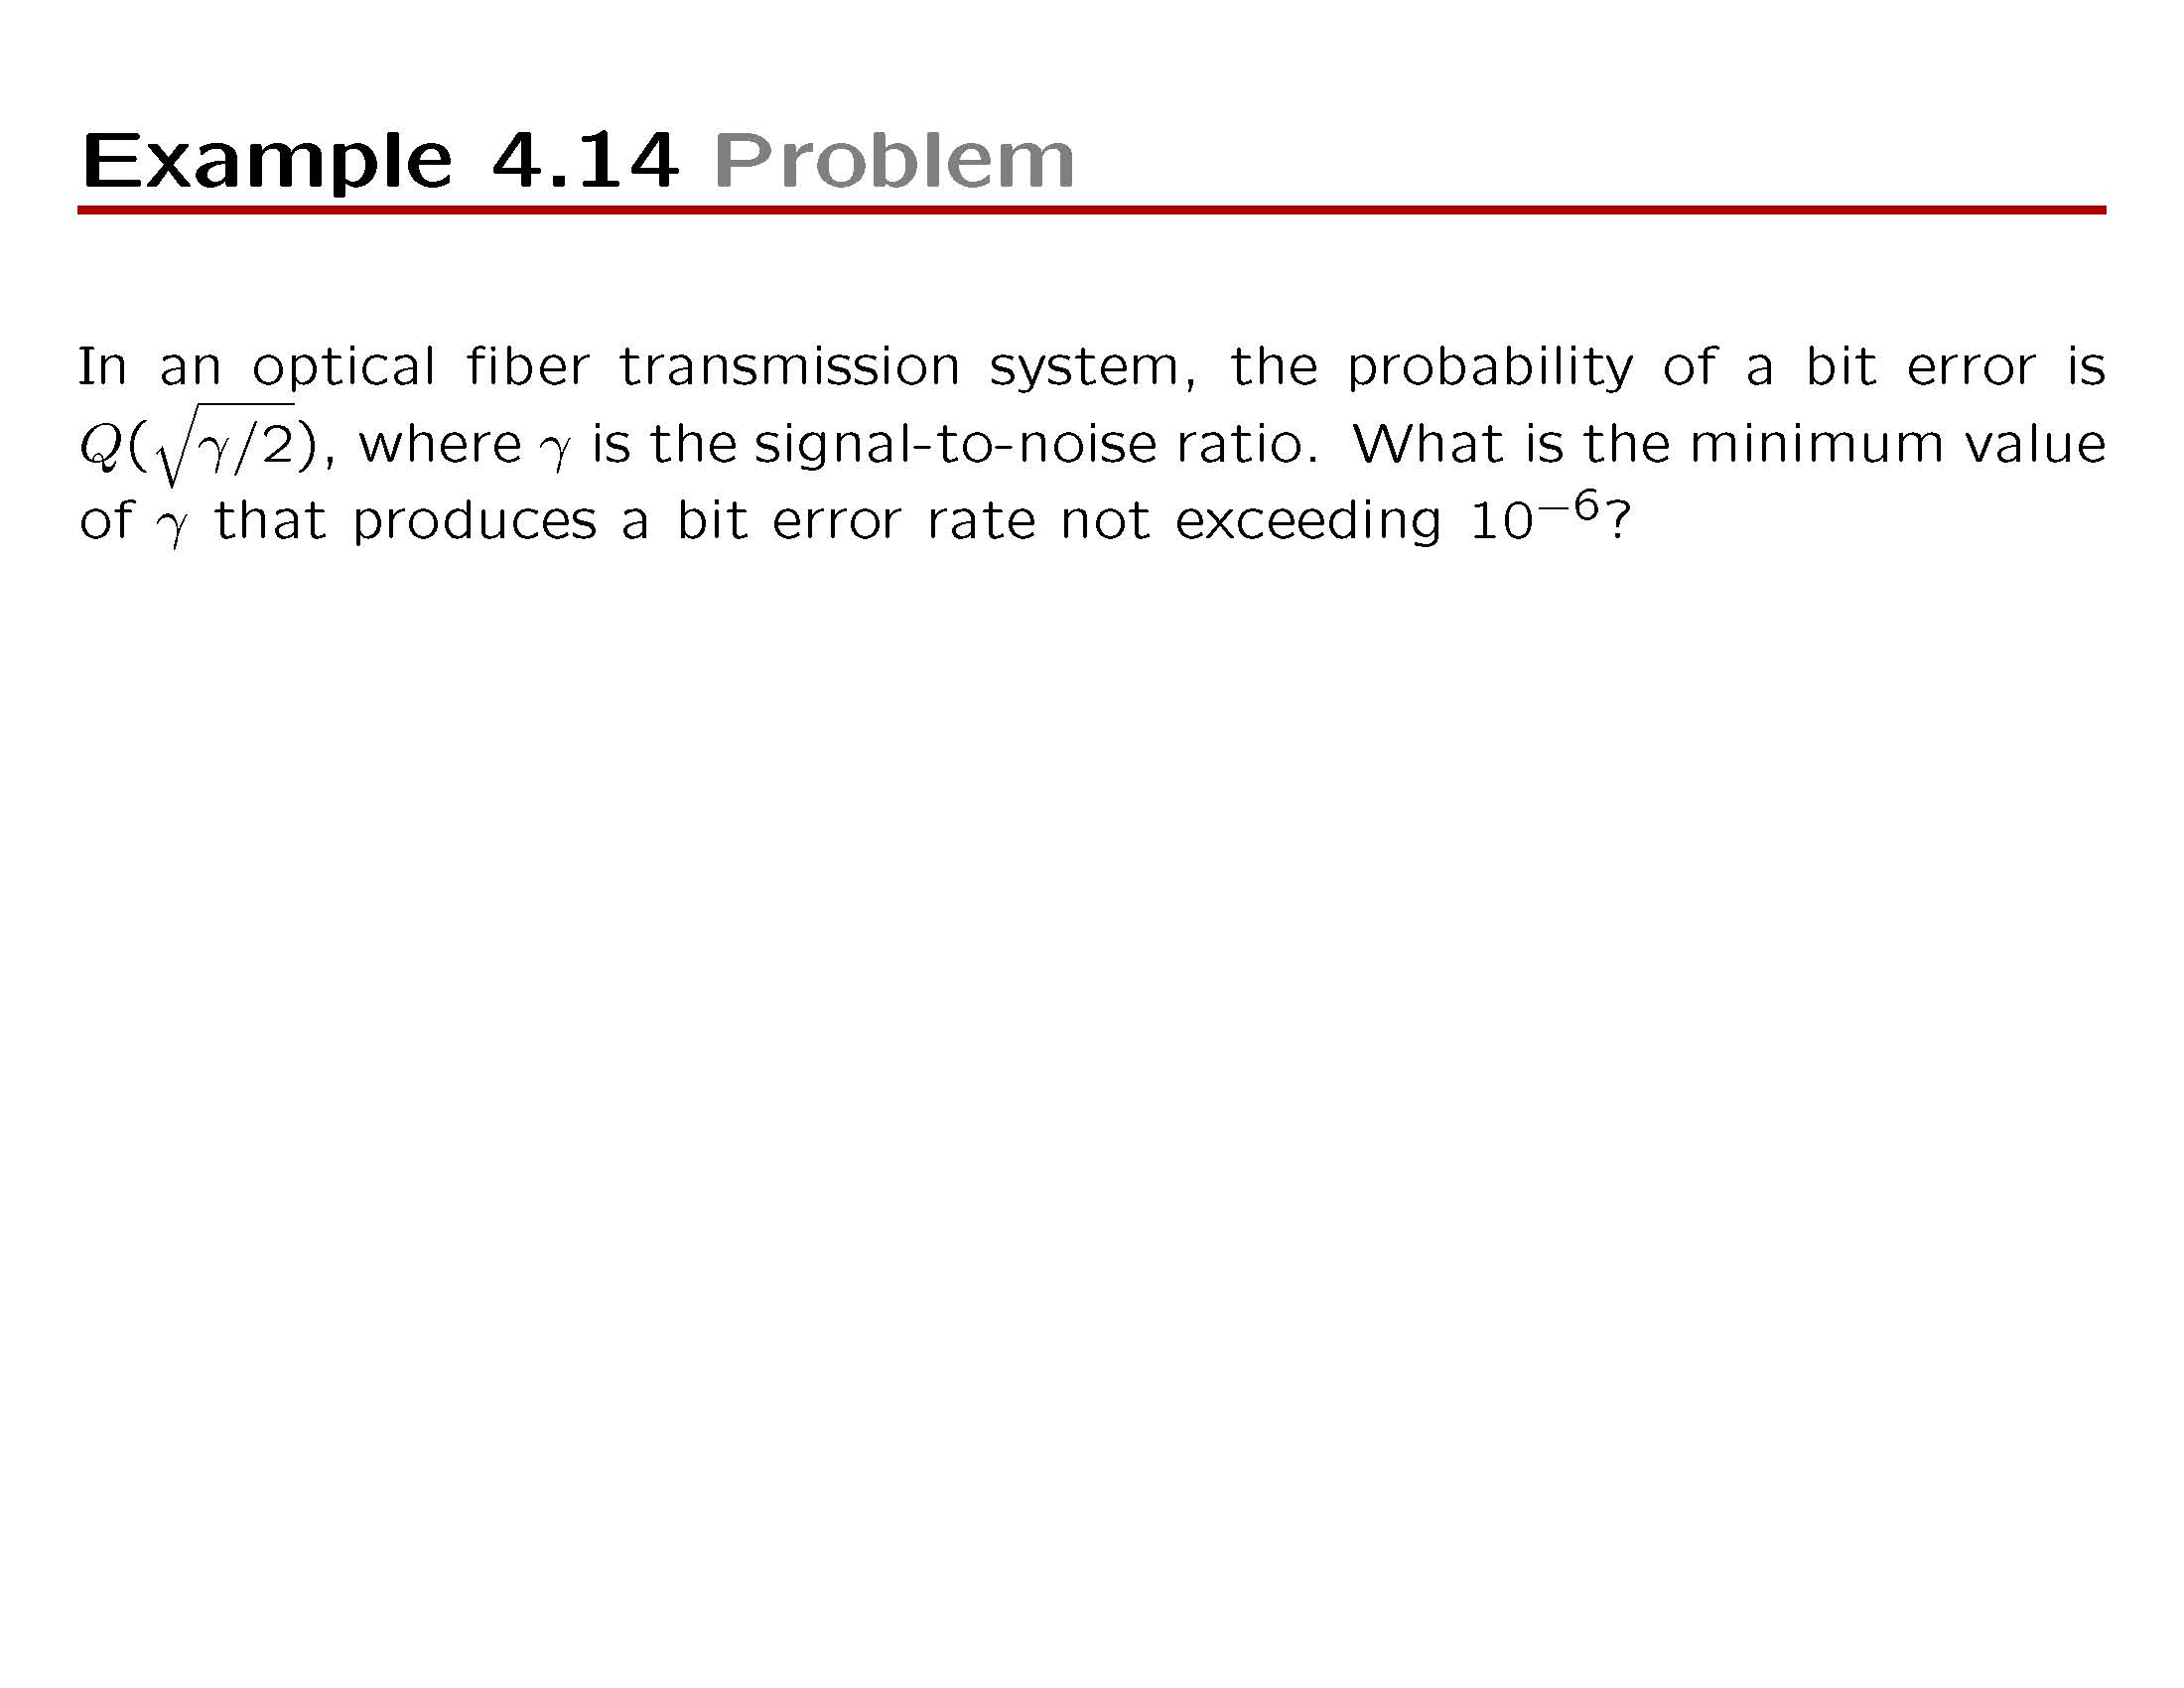 Example 4.14 Problem
In an optical fiber transmission system, the probability of a bit error is
Q(√γ/2), where γ is the signal-to-noise ratio. What is the minimum value
of γ that produces a bit error rate not exceeding 10⁻⁶?